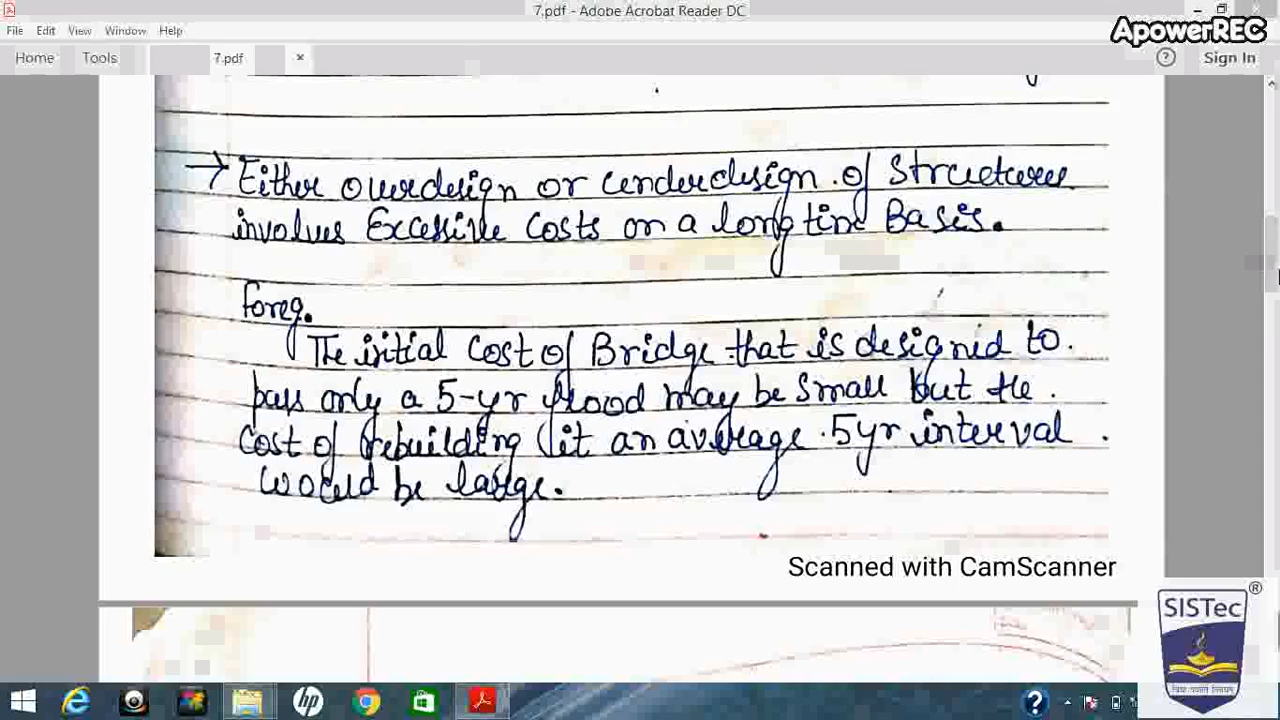 7.pdf - Adobe Acrobat Reader DC
File Edit View Window Help
ApowerREC
Home Tools 7.pdf × Sign In
→ Either overdesign or underdesign of Structures
involves Excessive Costs on a long time Basis.
foreg.
The initial Cost of Bridge that is designed to
pass only a 5-yr flood may be small but the
cost of rebuilding it an average 5yr interval
would be large.
Scanned with CamScanner
SISTec ®